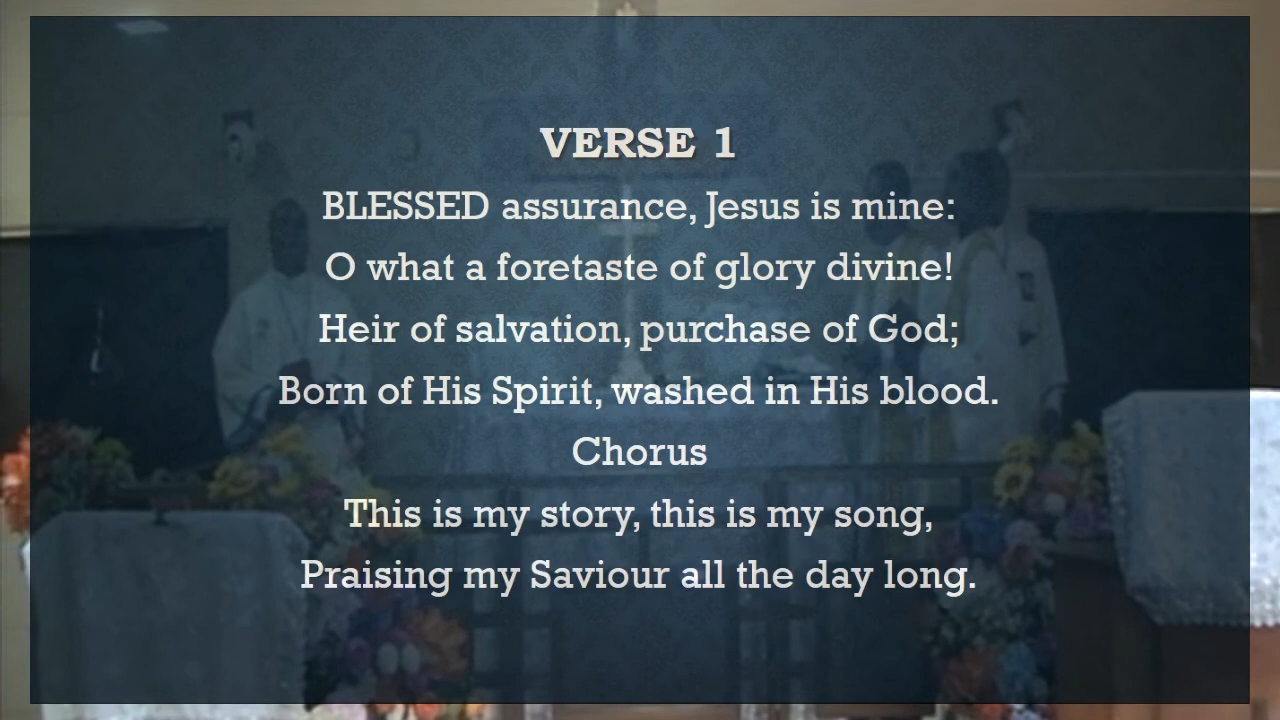 VERSE 1
BLESSED assurance, Jesus is mine:
O what a foretaste of glory divine!
Heir of salvation, purchase of God;
Born of His Spirit, washed in His blood.
Chorus
This is my story, this is my song,
Praising my Saviour all the day long.